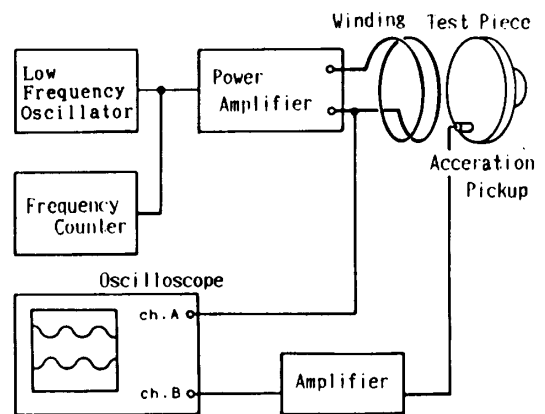 Winding
Test Piece
Low
Frequency
Oscillator
Power
Amplifier
Acceration
Pickup
Frequency
Counter
Oscilloscope
ch.A
ch.B
Amplifier